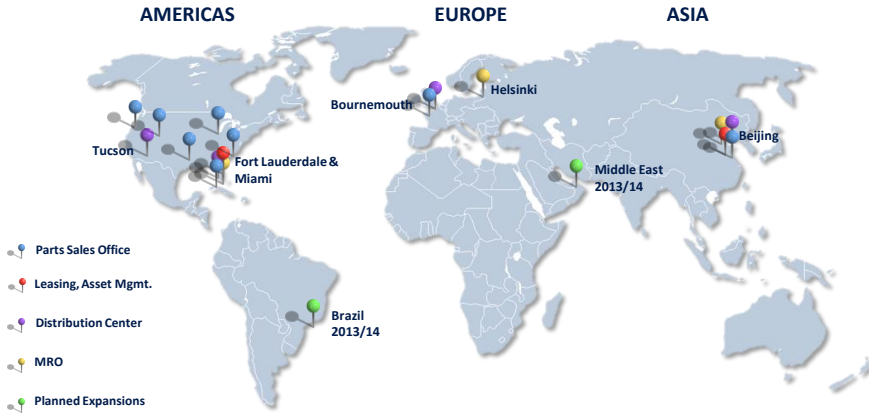 AMERICAS
EUROPE
ASIA
Helsinki
Bournemouth
Beijing
Tucson
Fort Lauderdale &
Miami
Middle East
2013/14
Parts Sales Office
Leasing, Asset Mgmt.
Distribution Center
Brazil
2013/14
MRO
Planned Expansions